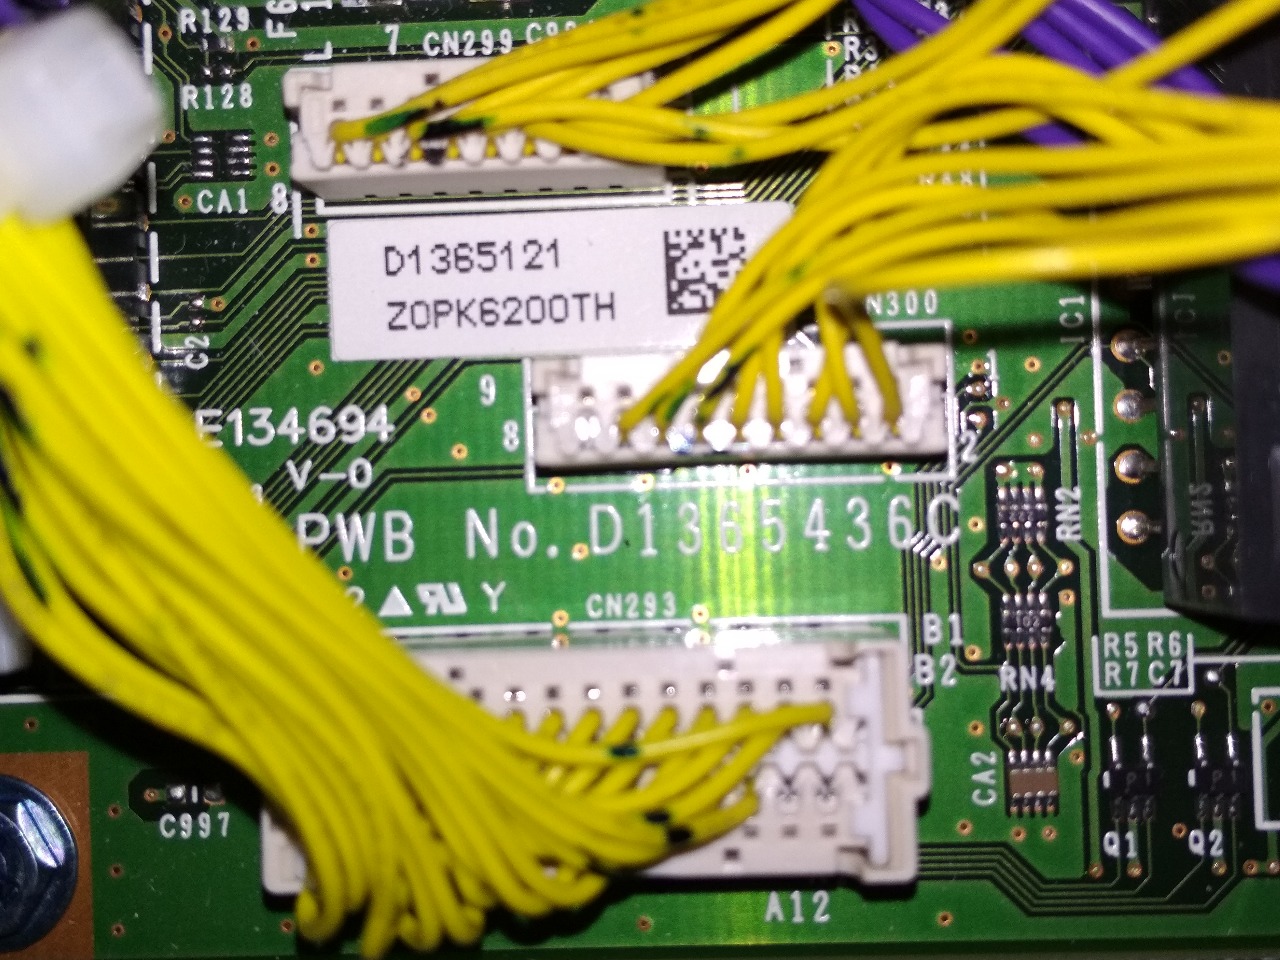 R129
7 CN299
R128
CA1 8
D1365121
Z0PK6200TH
N300
IC1
C2
9
8
2
E134694
V-0
RN2
PWB No. D1365436C
2 Y
CN293
B1
B2
R5 R6
R7 C7
RN4
CA2
C997
Q1
Q2
A12